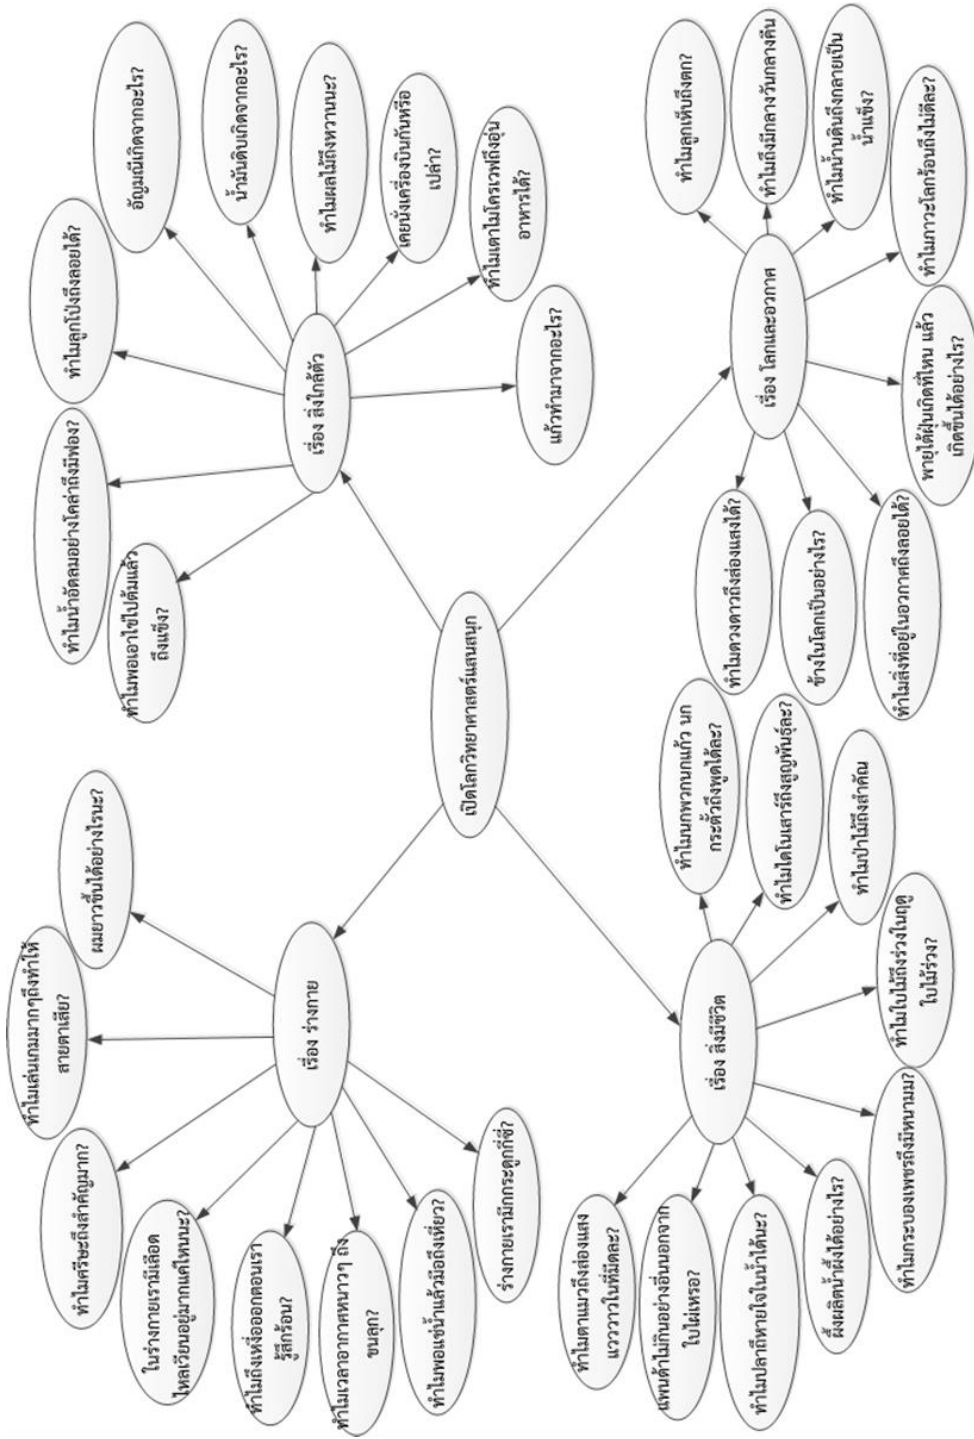 เปิดโลกวิทยาศาสตร์แสนสนุก
เรื่อง ร่างกาย
ผมยาวขึ้นได้อย่างไรนะ?
ทำไมเล่นเกมมากๆถึงทำให้
สายตาเสีย?
ทำไมศรีษะถึงสำคัญมาก?
ในร่างกายเรามีเลือด
ไหลเวียนอยู่มากแค่ไหนนะ?
ทำไมถึงเหงื่อออกตอนเรา
รู้สึกร้อน?
ทำไมเวลาอากาศหนาวๆ ถึง
ขนลุก?
ทำไมพอแช่น้ำแล้วมือถึงเหี่ยว?
ร่างกายเรามีกกระดูกกี่ซี่?
เรื่อง สิ่งใกล้ตัว
ทำไมพอเอาไข่ไปต้มแล้ว
ถึงแข็ง?
ทำไมน้ำอัดลมอย่างโคล่าถึงมีฟอง?
ทำไมลูกโป่งถึงลอยได้?
อัญมณีเกิดจากอะไร?
น้ำมันดิบเกิดจากอะไร?
ทำไมผลไม้ถึงหวานนะ?
เคยนั่งเครื่องบินกันหรือ
เปล่า?
ทำไมเตาไมโครเวฟถึงอุ่น
อาหารได้?
แก้วทำมาจากอะไร?
เรื่อง สิ่งมีชีวิต
ทำไมตาแมวถึงส่องแสง
แวววาวในที่มืดละ?
แพนด้าไม่กินอย่างอื่นนอกจาก
ใบไผ่เหรอ?
ทำไมปลาถึหายใจในน้ำได้นะ?
ผึ้งผลิตน้ำผึ้งได้อย่างไร?
ทำไมกระบองเพชรถึงมีหนามม?
ทำไมใบไม้ถึงร่วงในฤดู
ใบไม้ร่วง?
ทำไมป่าไม้ถึงสำคัญ
ทำไมไดโนเสาร์ถึงสูญพันธุ์ละ?
ทำไมนกพวกนกแก้ว นก
กระตั้วถึงพูดได้ละ?
เรื่อง โลกและอวกาศ
ทำไมดวงดาวถึงส่องแสงได้?
ข้างในโลกเป็นอย่างไร?
ทำไมสิ่งที่อยู่ในอวกาศถึงลอยได้?
พายุไต้ฝุ่นเกิดที่ไหน แล้ว
เกิดขึ้นได้อย่างไร?
ทำไมภาวะโลกร้อนถึงไม่ดีละ?
ทำไมน้ำบนดินถึงกลายเป็น
น้ำแข็ง?
ทำไมถึงมีกลางวันกลางคืน
ทำไมลูกเห็บถึงตก?